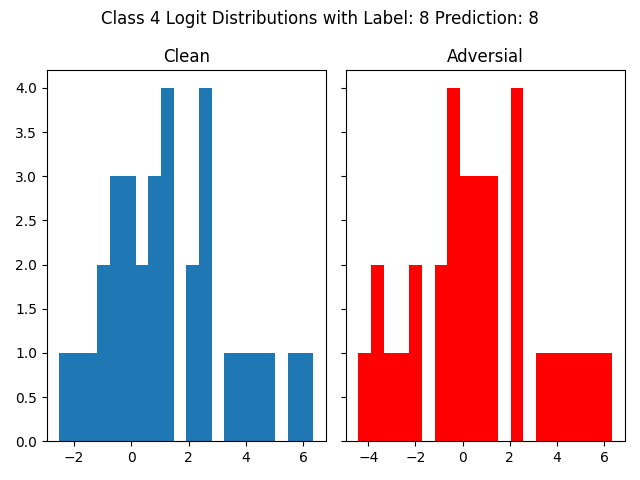 Class 4 Logit Distributions with Label: 8 Prediction: 8
Clean
Adversial
4.0
3.5
3.0
2.5
2.0
1.5
1.0
0.5
0.0
−2 0 2 4 6
−4 −2 0 2 4 6